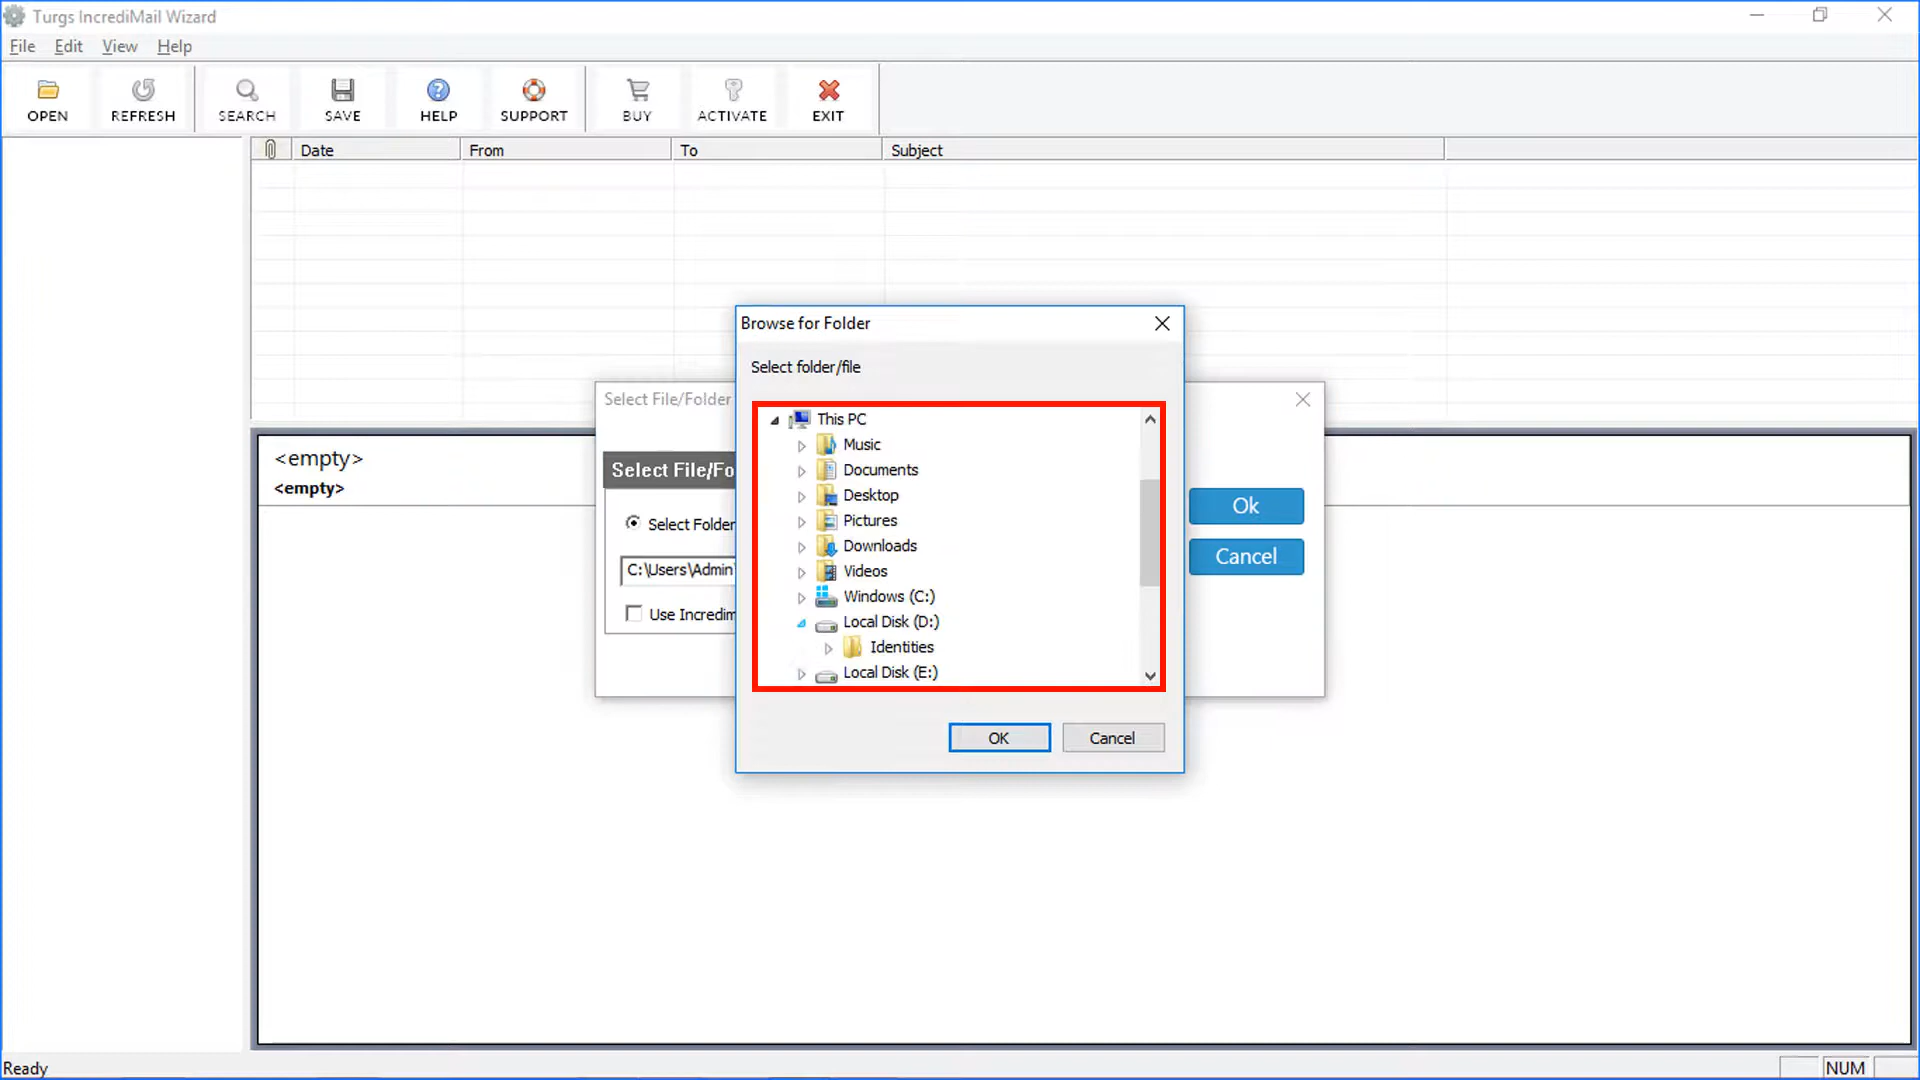 Turgs IncrediMail Wizard
File Edit View Help
OPEN REFRESH SEARCH SAVE HELP SUPPORT BUY ACTIVATE EXIT
Date From To Subject
Browse for Folder
Select folder/file
Select File/Folder
This PC
Music
Documents
Desktop
Pictures
Downloads
Videos
Windows (C:)
Local Disk (D:)
Identities
Local Disk (E:)
OK Cancel
<empty>
<empty>
Select File/Fo
Select Folder
C:\Users\Admin
Use Incredim
Ok
Cancel
Ready NUM